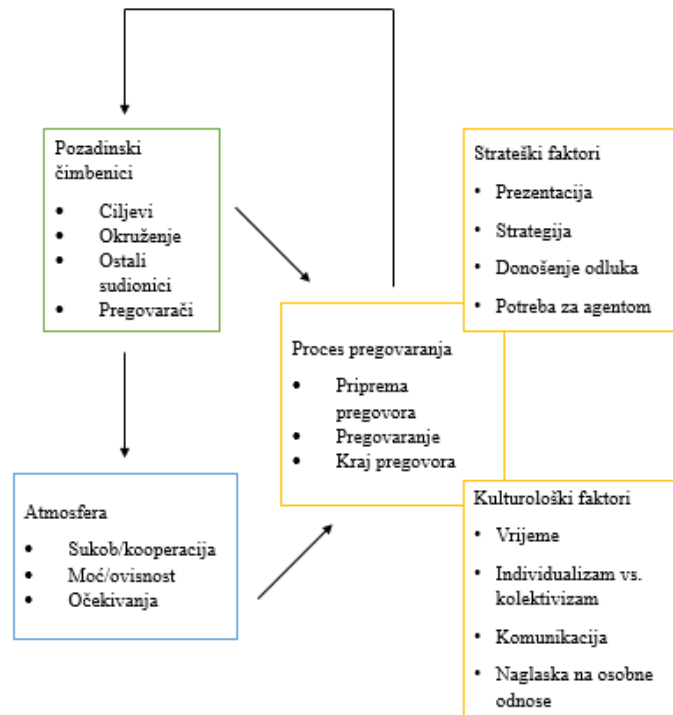 Pozadinski
čimbenici
• Ciljevi
• Okruženje
• Ostali
sudionici
• Pregovarači
Strateški faktori
• Prezentacija
• Strategija
• Donošenje odluka
• Potreba za agentom
Proces pregovaranja
• Priprema
pregovora
• Pregovaranje
• Kraj pregovora
Atmosfera
• Sukob/kooperacija
• Moć/ovisnost
• Očekivanja
Kulturološki faktori
• Vrijeme
• Individualizam vs.
kolektivizam
• Komunikacija
• Naglaska na osobne
odnose